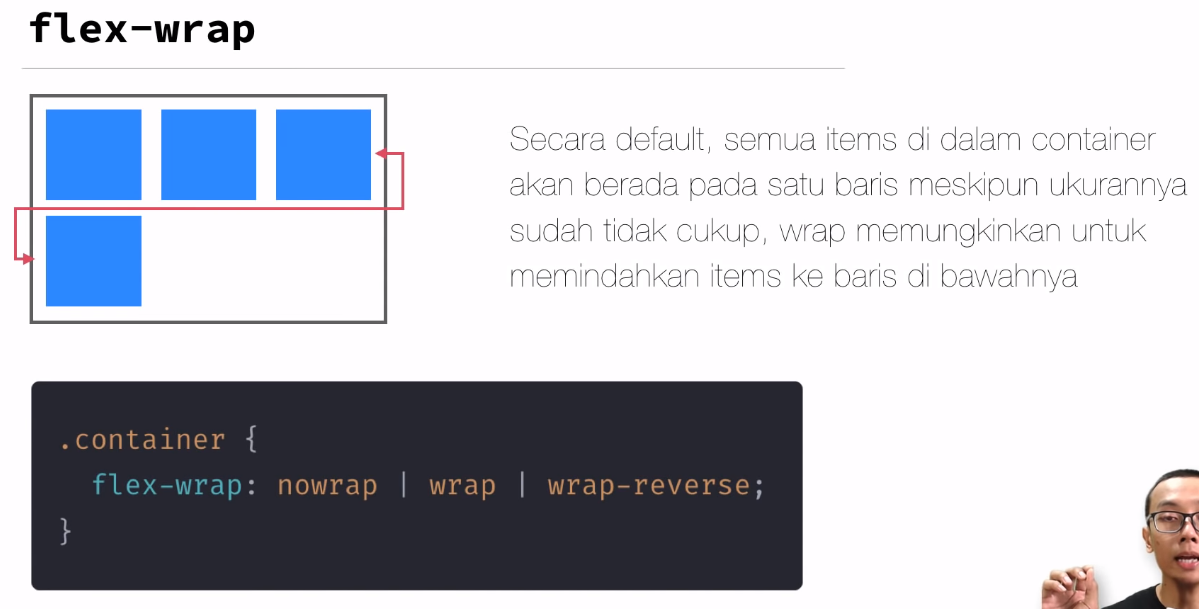 flex-wrap
Secara default, semua items di dalam container
akan berada pada satu baris meskipun ukurannya
sudah tidak cukup, wrap memungkinkan untuk
memindahkan items ke baris di bawahnya
.container {
  flex-wrap: nowrap | wrap | wrap-reverse;
}